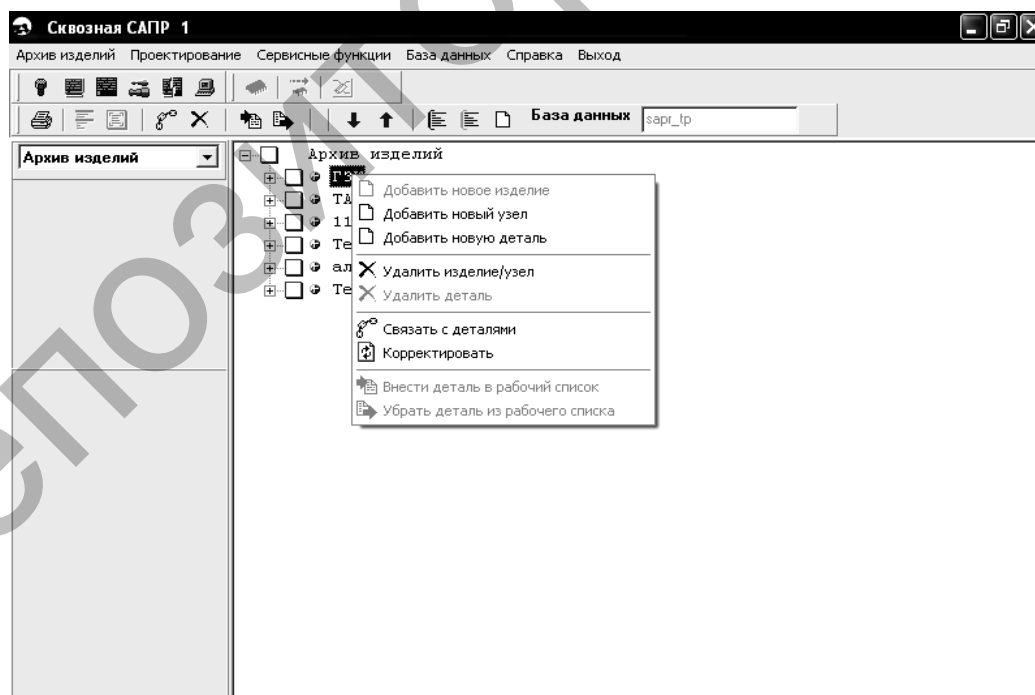 Сквозная САПР 1
Архив изделий Проектирование Сервисные функции База данных Справка Выход
База данных sapr_tp
Архив изделий
Архив изделий
ТА
11
Те
ал
Те
Добавить новое изделие
Добавить новый узел
Добавить новую деталь
Удалить изделие/узел
Удалить деталь
Связать с деталями
Корректировать
Внести деталь в рабочий список
Убрать деталь из рабочего списка